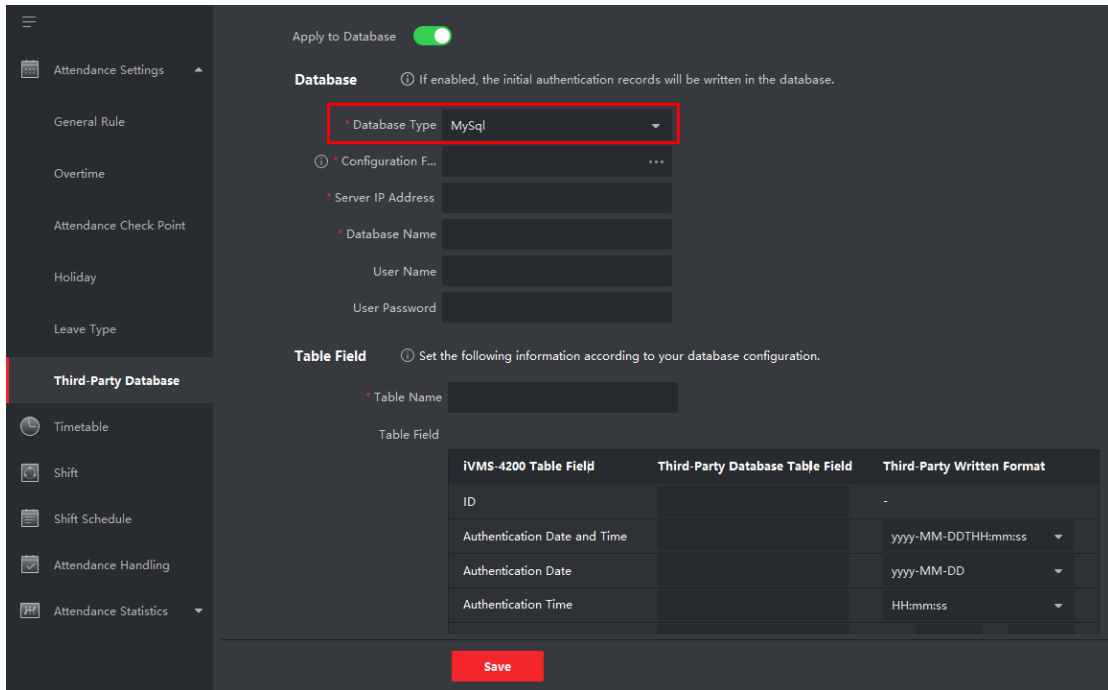 Apply to Database
Attendance Settings
Database
If enabled, the initial authentication records will be written in the database.
General Rule
* Database Type MySql
* Configuration F... ...
Overtime
* Server IP Address
Attendance Check Point
* Database Name
Holiday
User Name
User Password
Leave Type
Table Field
Set the following information according to your database configuration.
Third-Party Database
* Table Name
Timetable
Table Field
iVMS-4200 Table Field Third-Party Database Table Field Third-Party Written Format
Shift
ID -
Shift Schedule
Authentication Date and Time yyyy-MM-DDTHH:mm:ss
Attendance Handling
Authentication Date yyyy-MM-DD
Authentication Time HH:mm:ss
Attendance Statistics
Save